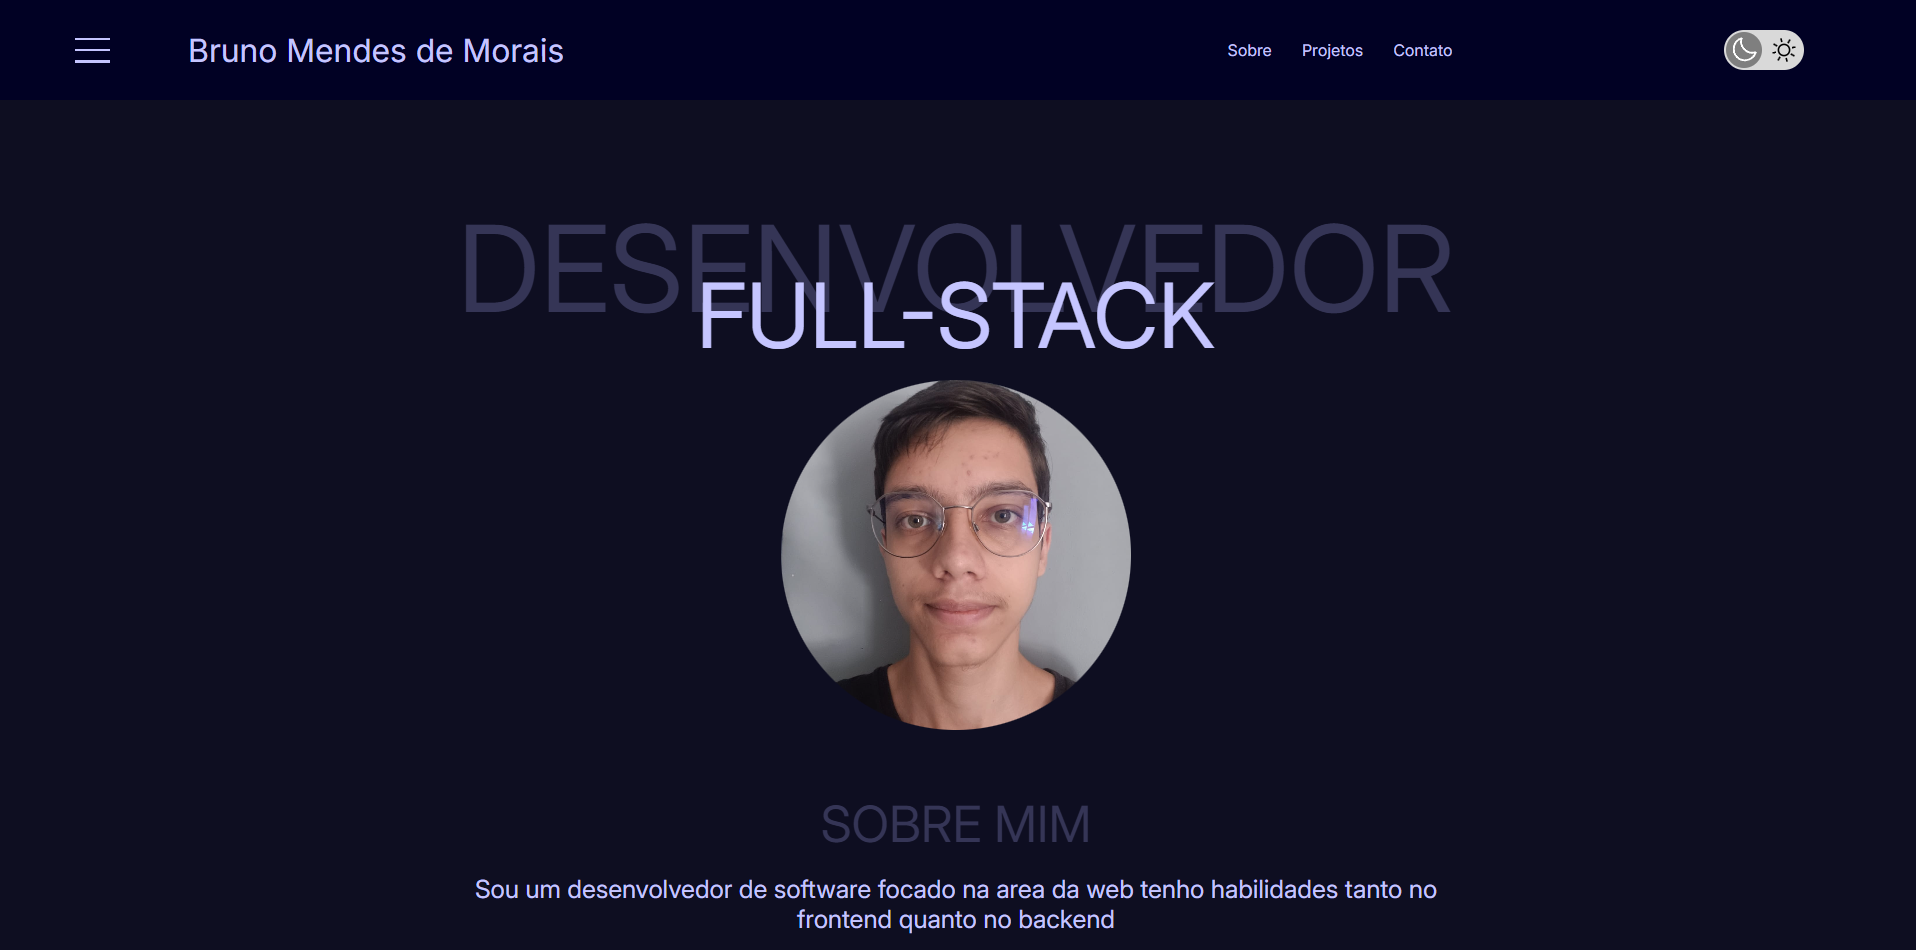 Bruno Mendes de Morais
Sobre Projetos Contato
DESENVOLVEDOR
FULL-STACK
SOBRE MIM
Sou um desenvolvedor de software focado na area da web tenho habilidades tanto no
frontend quanto no backend